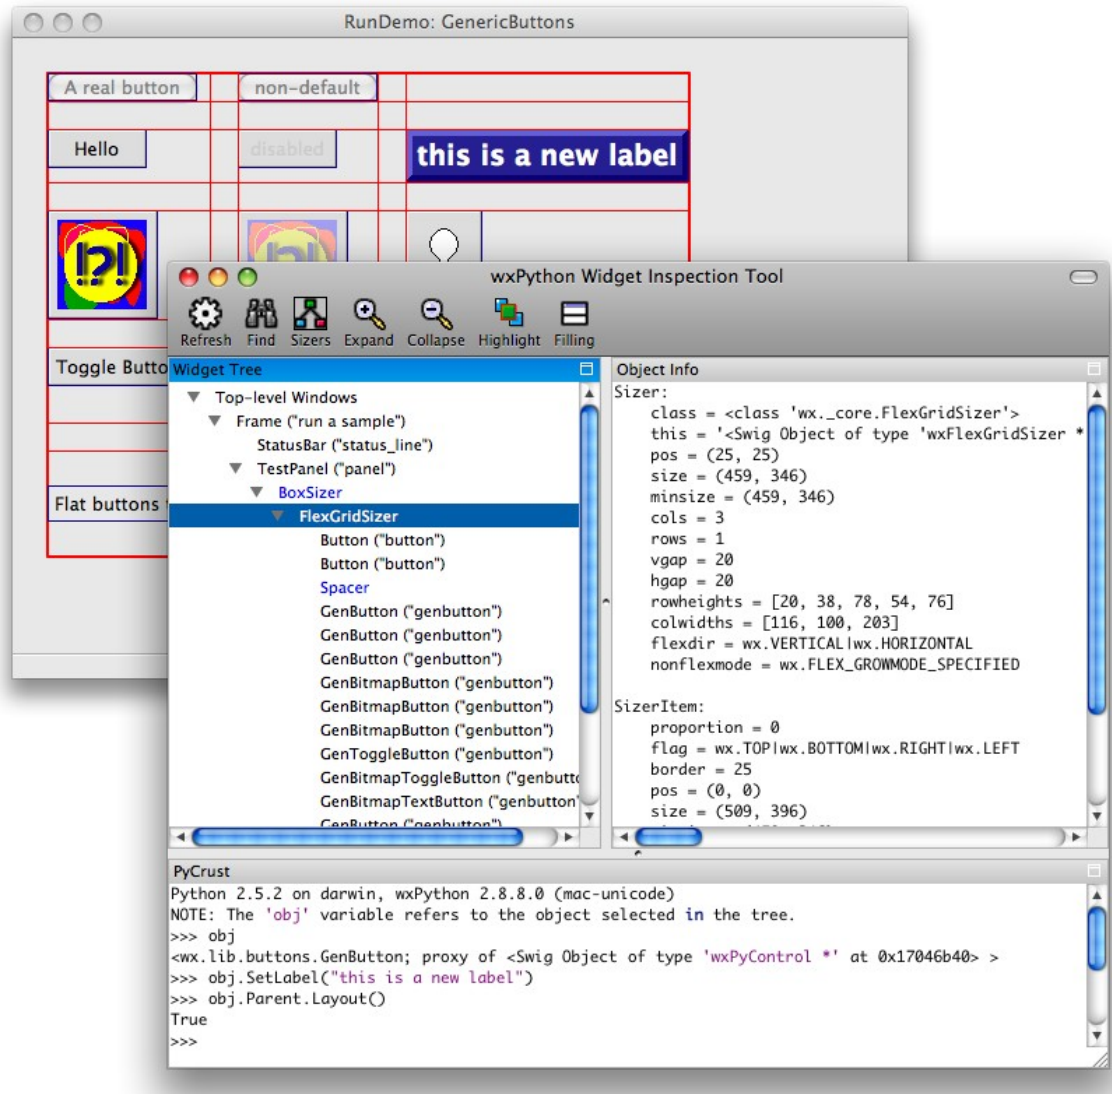 RunDemo: GenericButtons
A real button
non-default
Hello
disabled
this is a new label
!?!
!?!
Toggle Butto
Flat buttons
wxPython Widget Inspection Tool
Refresh Find Sizers Expand Collapse Highlight Filling
Widget Tree
Top-level Windows
Frame ("run a sample")
StatusBar ("status_line")
TestPanel ("panel")
BoxSizer
FlexGridSizer
Button ("button")
Button ("button")
Spacer
GenButton ("genbutton")
GenButton ("genbutton")
GenButton ("genbutton")
GenBitmapButton ("genbutton")
GenBitmapButton ("genbutton")
GenBitmapButton ("genbutton")
GenToggleButton ("genbutton")
GenBitmapToggleButton ("genbutto
GenBitmapTextButton ("genbutton"
GenButton ("genbutton")
Object Info
Sizer:
class = <class 'wx._core.FlexGridSizer'>
this = '<Swig Object of type 'wxFlexGridSizer *
pos = (25, 25)
size = (459, 346)
minsize = (459, 346)
cols = 3
rows = 1
vgap = 20
hgap = 20
rowheights = [20, 38, 78, 54, 76]
colwidths = [116, 100, 203]
flexdir = wx.VERTICAL|wx.HORIZONTAL
nonflexmode = wx.FLEX_GROWMODE_SPECIFIED
SizerItem:
proportion = 0
flag = wx.TOP|wx.BOTTOM|wx.RIGHT|wx.LEFT
border = 25
pos = (0, 0)
size = (509, 396)
PyCrust
Python 2.5.2 on darwin, wxPython 2.8.8.0 (mac-unicode)
NOTE: The 'obj' variable refers to the object selected in the tree.
>>> obj
<wx.lib.buttons.GenButton; proxy of <Swig Object of type 'wxPyControl *' at 0x17046b40> >
>>> obj.SetLabel("this is a new label")
>>> obj.Parent.Layout()
True
>>>